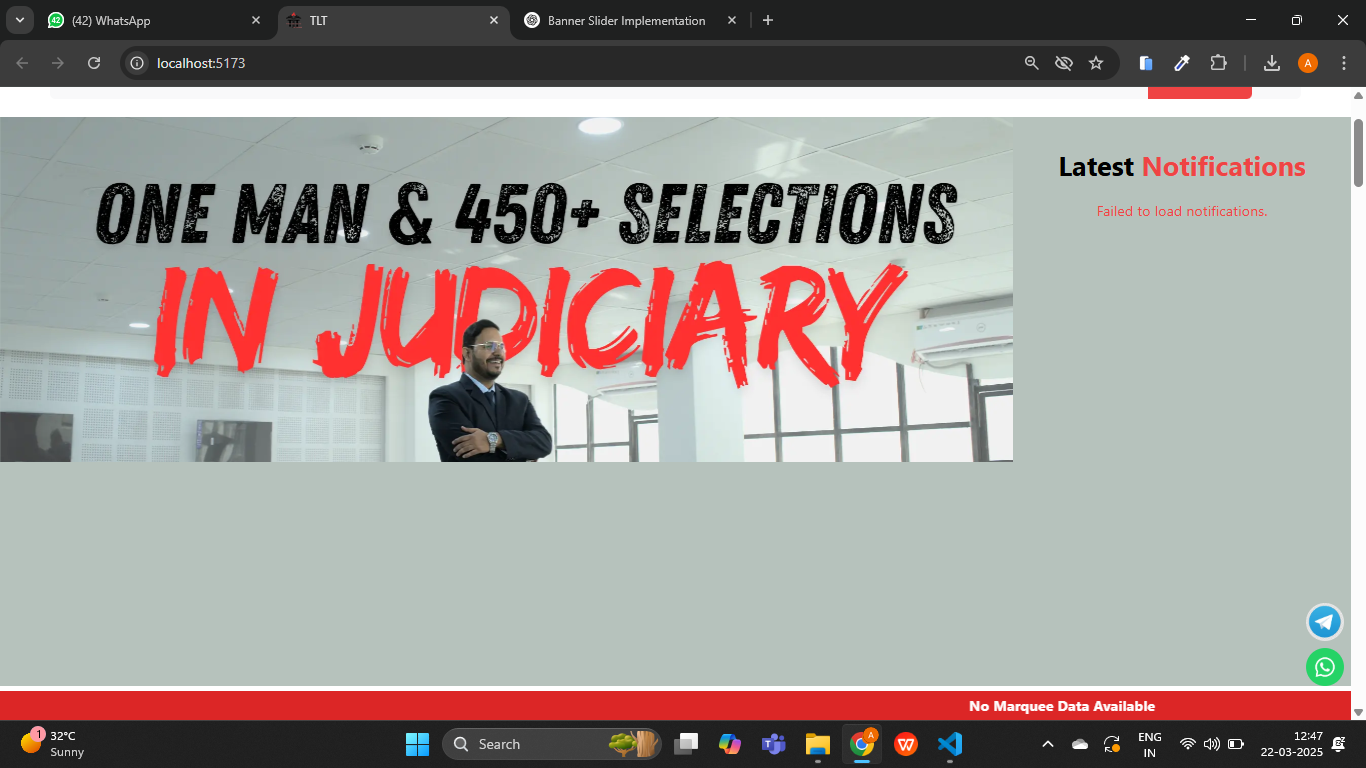 (42) WhatsApp
TLT
Banner Slider Implementation
localhost:5173
A
ONE MAN & 450+ SELECTIONS
IN JUDICIARY
Latest Notifications
Failed to load notifications.
No Marquee Data Available
1
32°C
Sunny
Search
A
ENG
IN
12:47
22-03-2025